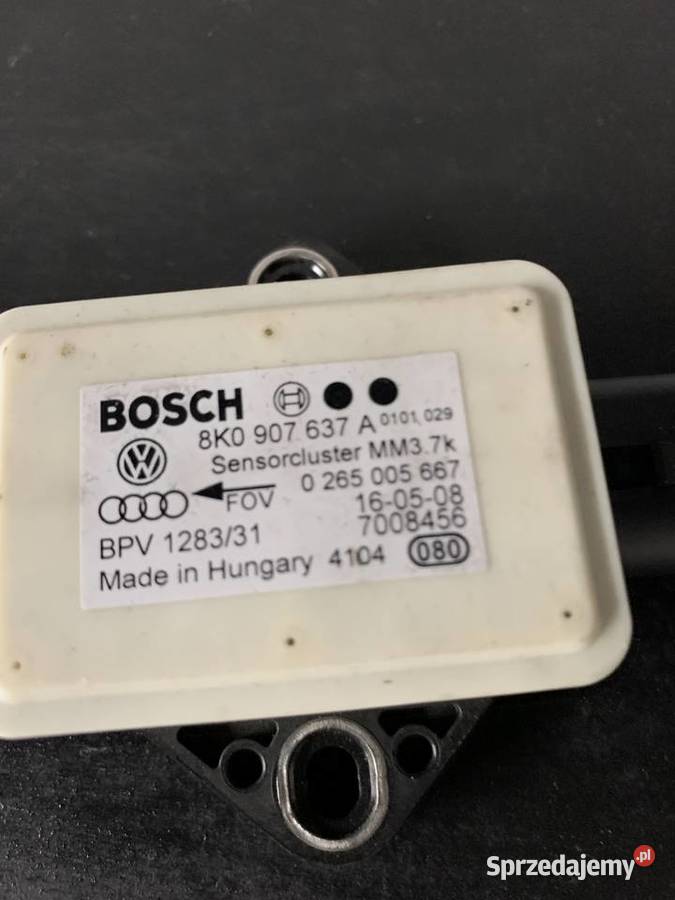 BOSCH
8K0 907 637 A 0101 029
Sensorcluster MM3.7k
0 265 005 667
FOV
16-05-08
7008456
BPV 1283/31
Made in Hungary 4104 080
Sprzedajemy.pl